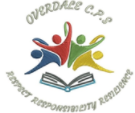 OVERDALE C.P.S
RESPECT RESPONSIBILITY RESILIENCE